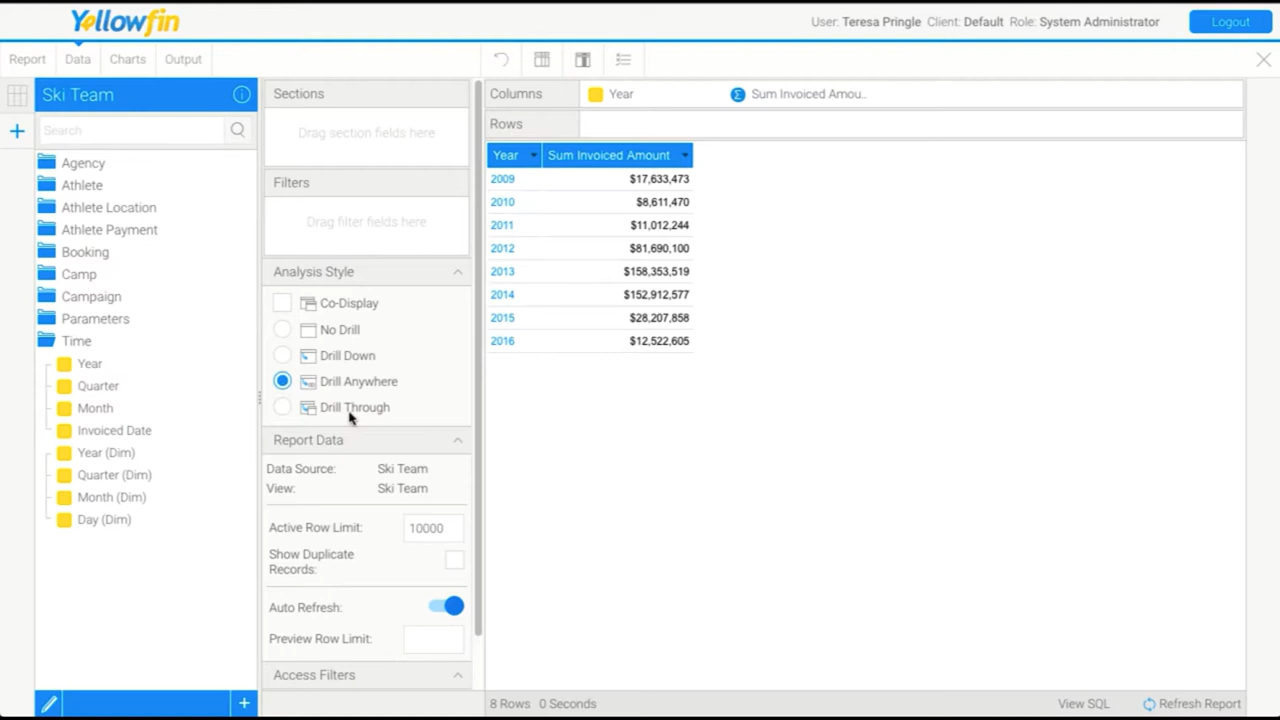 Yellowfin
User: Teresa Pringle Client: Default Role: System Administrator
Logout
Report Data Charts Output
Ski Team
Search
Agency
Athlete
Athlete Location
Athlete Payment
Booking
Camp
Campaign
Parameters
Time
Year
Quarter
Month
Invoiced Date
Year (Dim)
Quarter (Dim)
Month (Dim)
Day (Dim)
Sections
Drag section fields here
Filters
Drag filter fields here
Analysis Style
Co-Display
No Drill
Drill Down
Drill Anywhere
Drill Through
Report Data
Data Source: Ski Team
View: Ski Team
Active Row Limit: 10000
Show Duplicate
Records:
Auto Refresh:
Preview Row Limit:
Access Filters
Columns Year Sum Invoiced Amou..
Rows
Year Sum Invoiced Amount
2009 $17,633,473
2010 $8,611,470
2011 $11,012,244
2012 $81,690,100
2013 $158,353,519
2014 $152,912,577
2015 $28,207,858
2016 $12,522,605
8 Rows 0 Seconds View SQL Refresh Report